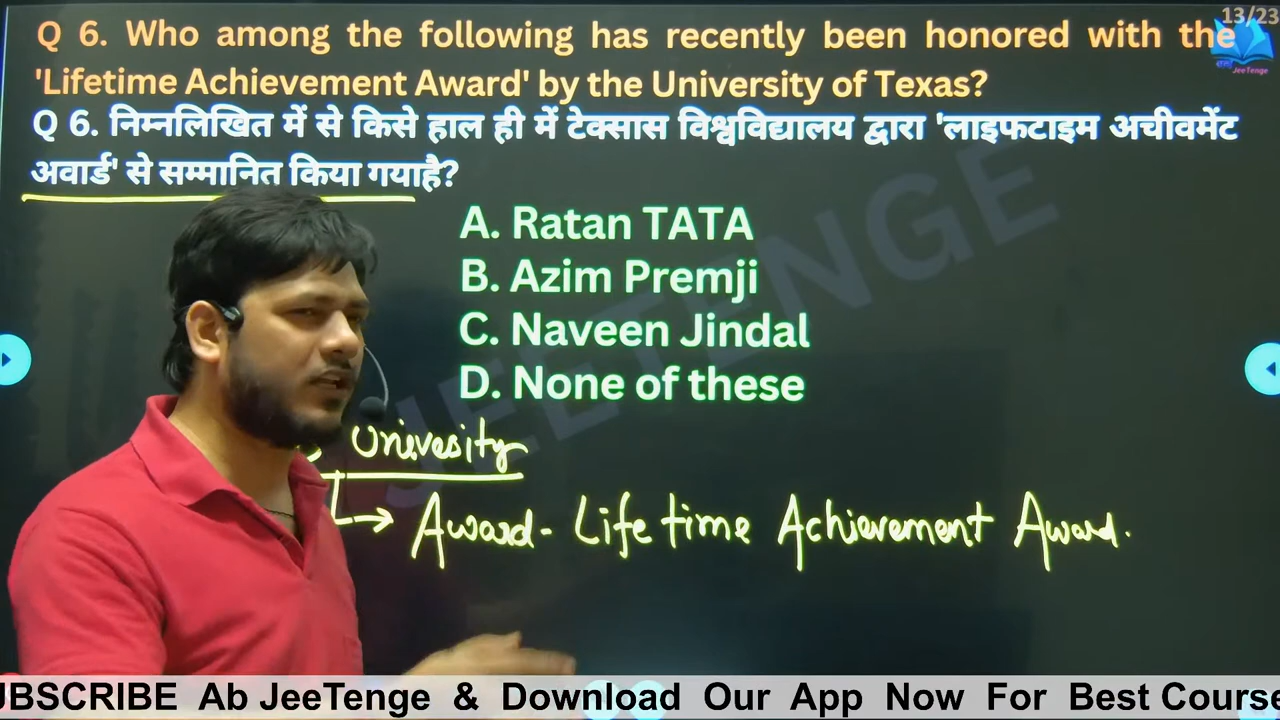 13/23
Q 6. Who among the following has recently been honored with the
'Lifetime Achievement Award' by the University of Texas?
Q 6. निम्नलिखित में से किसे हाल ही में टेक्सास विश्वविद्यालय द्वारा 'लाइफटाइम अचीवमेंट
अवार्ड' से सम्मानित किया गयाहै?
JeeTenge
A. Ratan TATA
B. Azim Premji
C. Naveen Jindal
D. None of these
JEETENGE
Univesity
Award - Life time Achievement Award.
UBSCRIBE Ab JeeTenge & Download Our App Now For Best Course